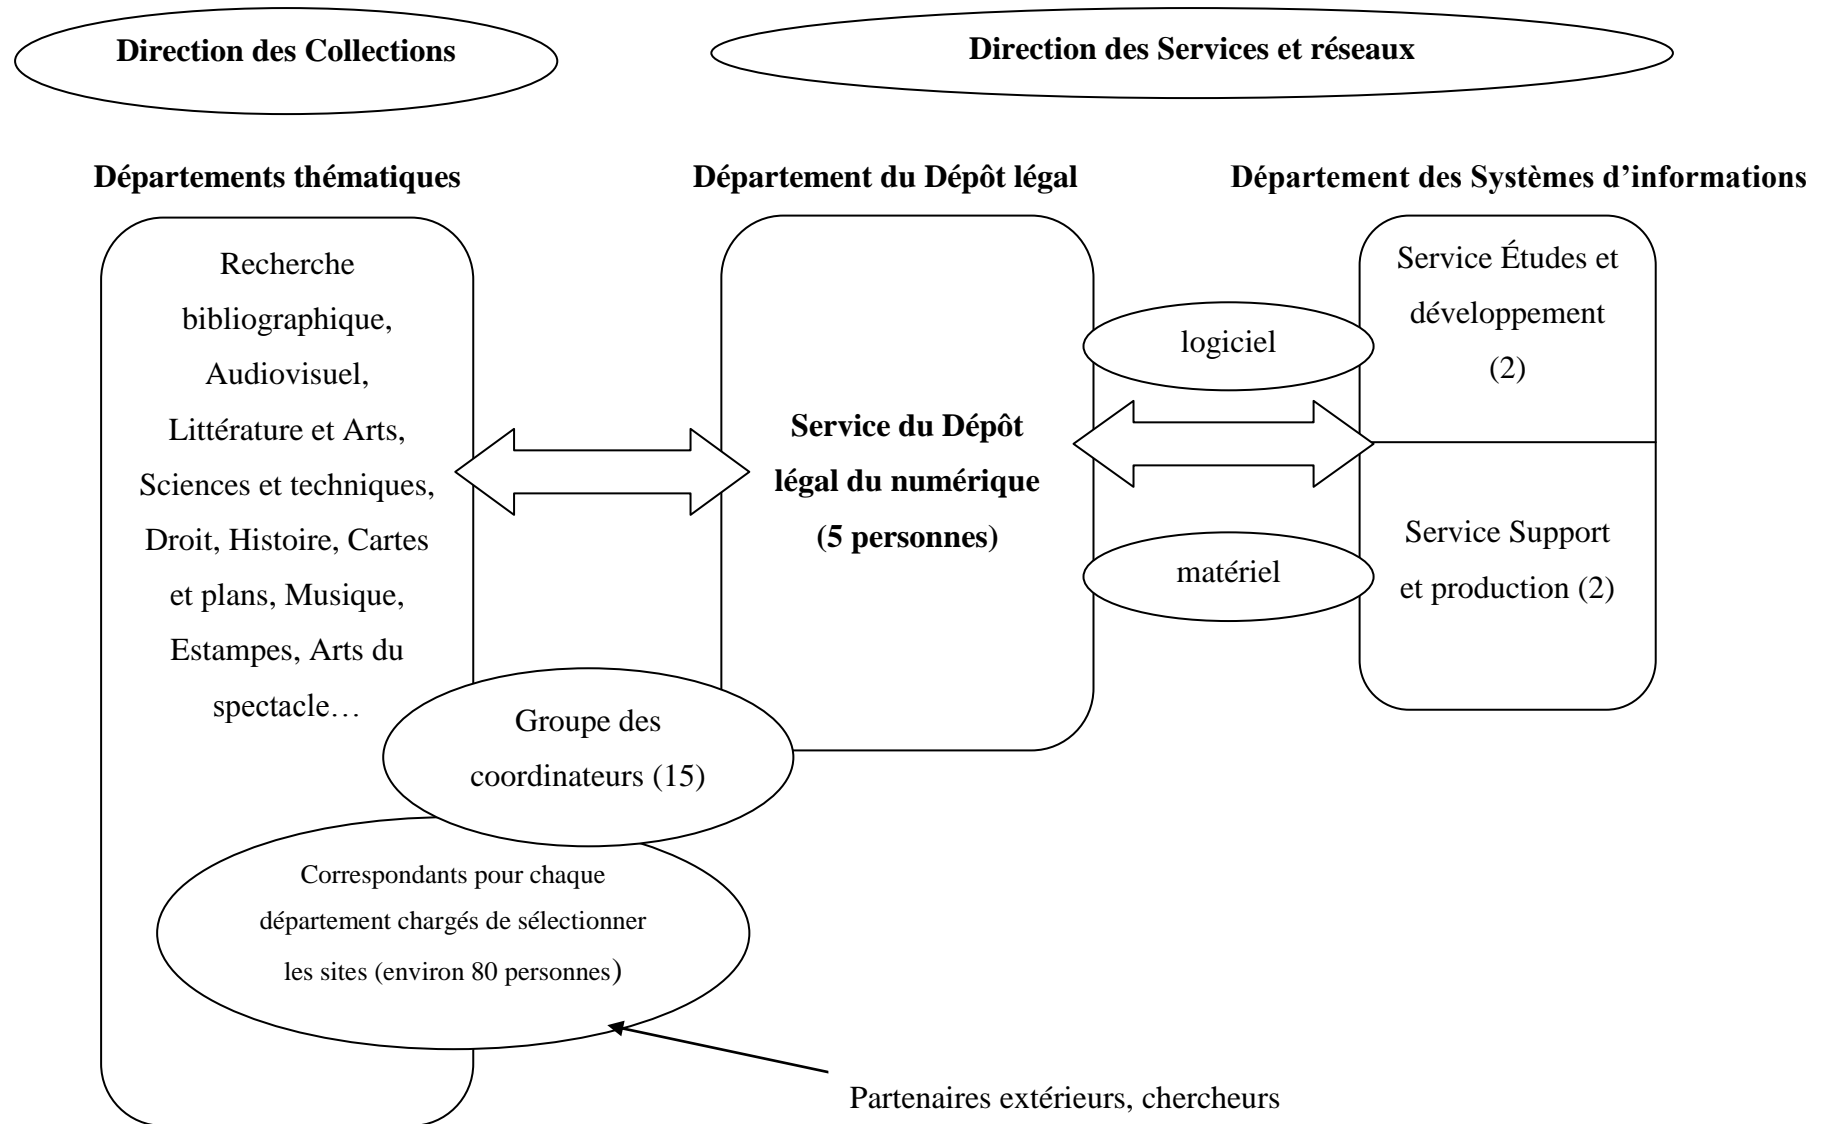 Direction des Collections
Direction des Services et réseaux
Départements thématiques
Département du Dépôt légal
Département des Systèmes d’informations
Recherche
bibliographique,
Audiovisuel,
Littérature et Arts,
Sciences et techniques,
Droit, Histoire, Cartes
et plans, Musique,
Estampes, Arts du
spectacle…
Service du Dépôt
légal du numérique
(5 personnes)
logiciel
matériel
Service Études et
développement
(2)
Service Support
et production (2)
Groupe des
coordinateurs (15)
Correspondants pour chaque
département chargés de sélectionner
les sites (environ 80 personnes)
Partenaires extérieurs, chercheurs